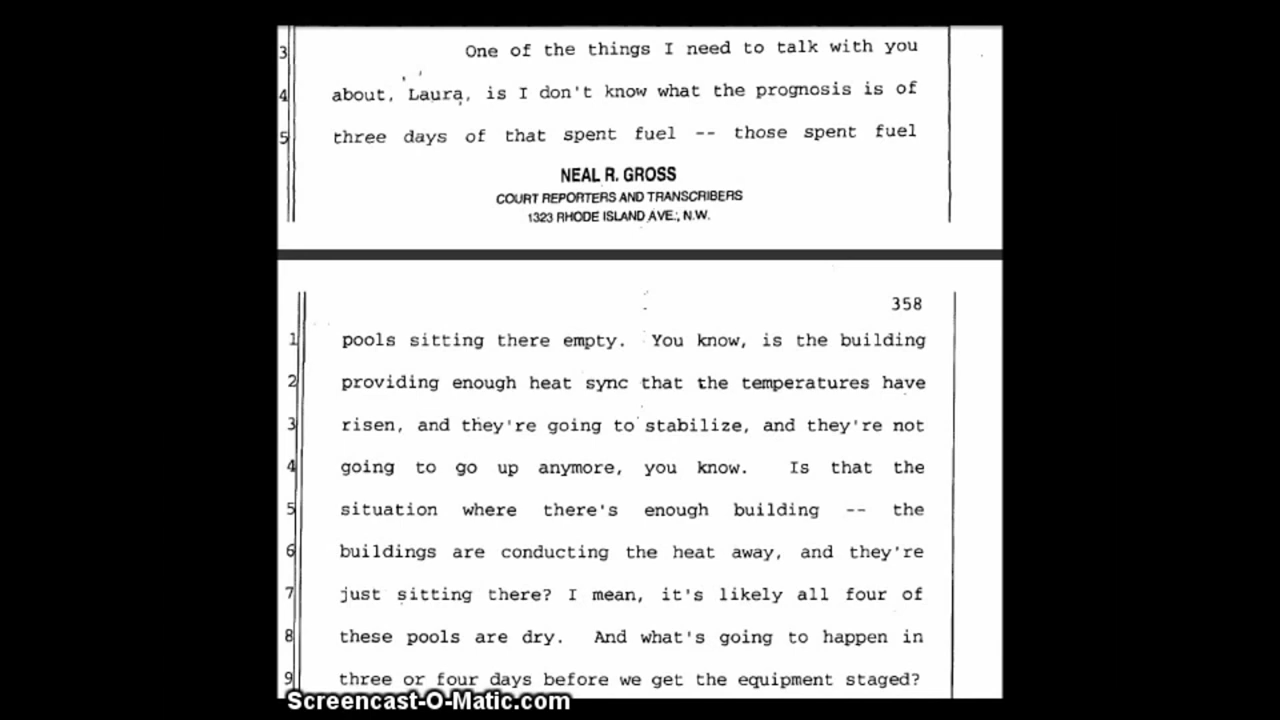 3 One of the things I need to talk with you
4 about, Laura, is I don't know what the prognosis is of
5 three days of that spent fuel -- those spent fuel
NEAL R. GROSS
COURT REPORTERS AND TRANSCRIBERS
1323 RHODE ISLAND AVE., N.W.
358
1 pools sitting there empty. You know, is the building
2 providing enough heat sync that the temperatures have
3 risen, and they're going to stabilize, and they're not
4 going to go up anymore, you know. Is that the
5 situation where there's enough building -- the
6 buildings are conducting the heat away, and they're
7 just sitting there? I mean, it's likely all four of
8 these pools are dry. And what's going to happen in
9 three or four days before we get the equipment staged?
Screencast-O-Matic.com